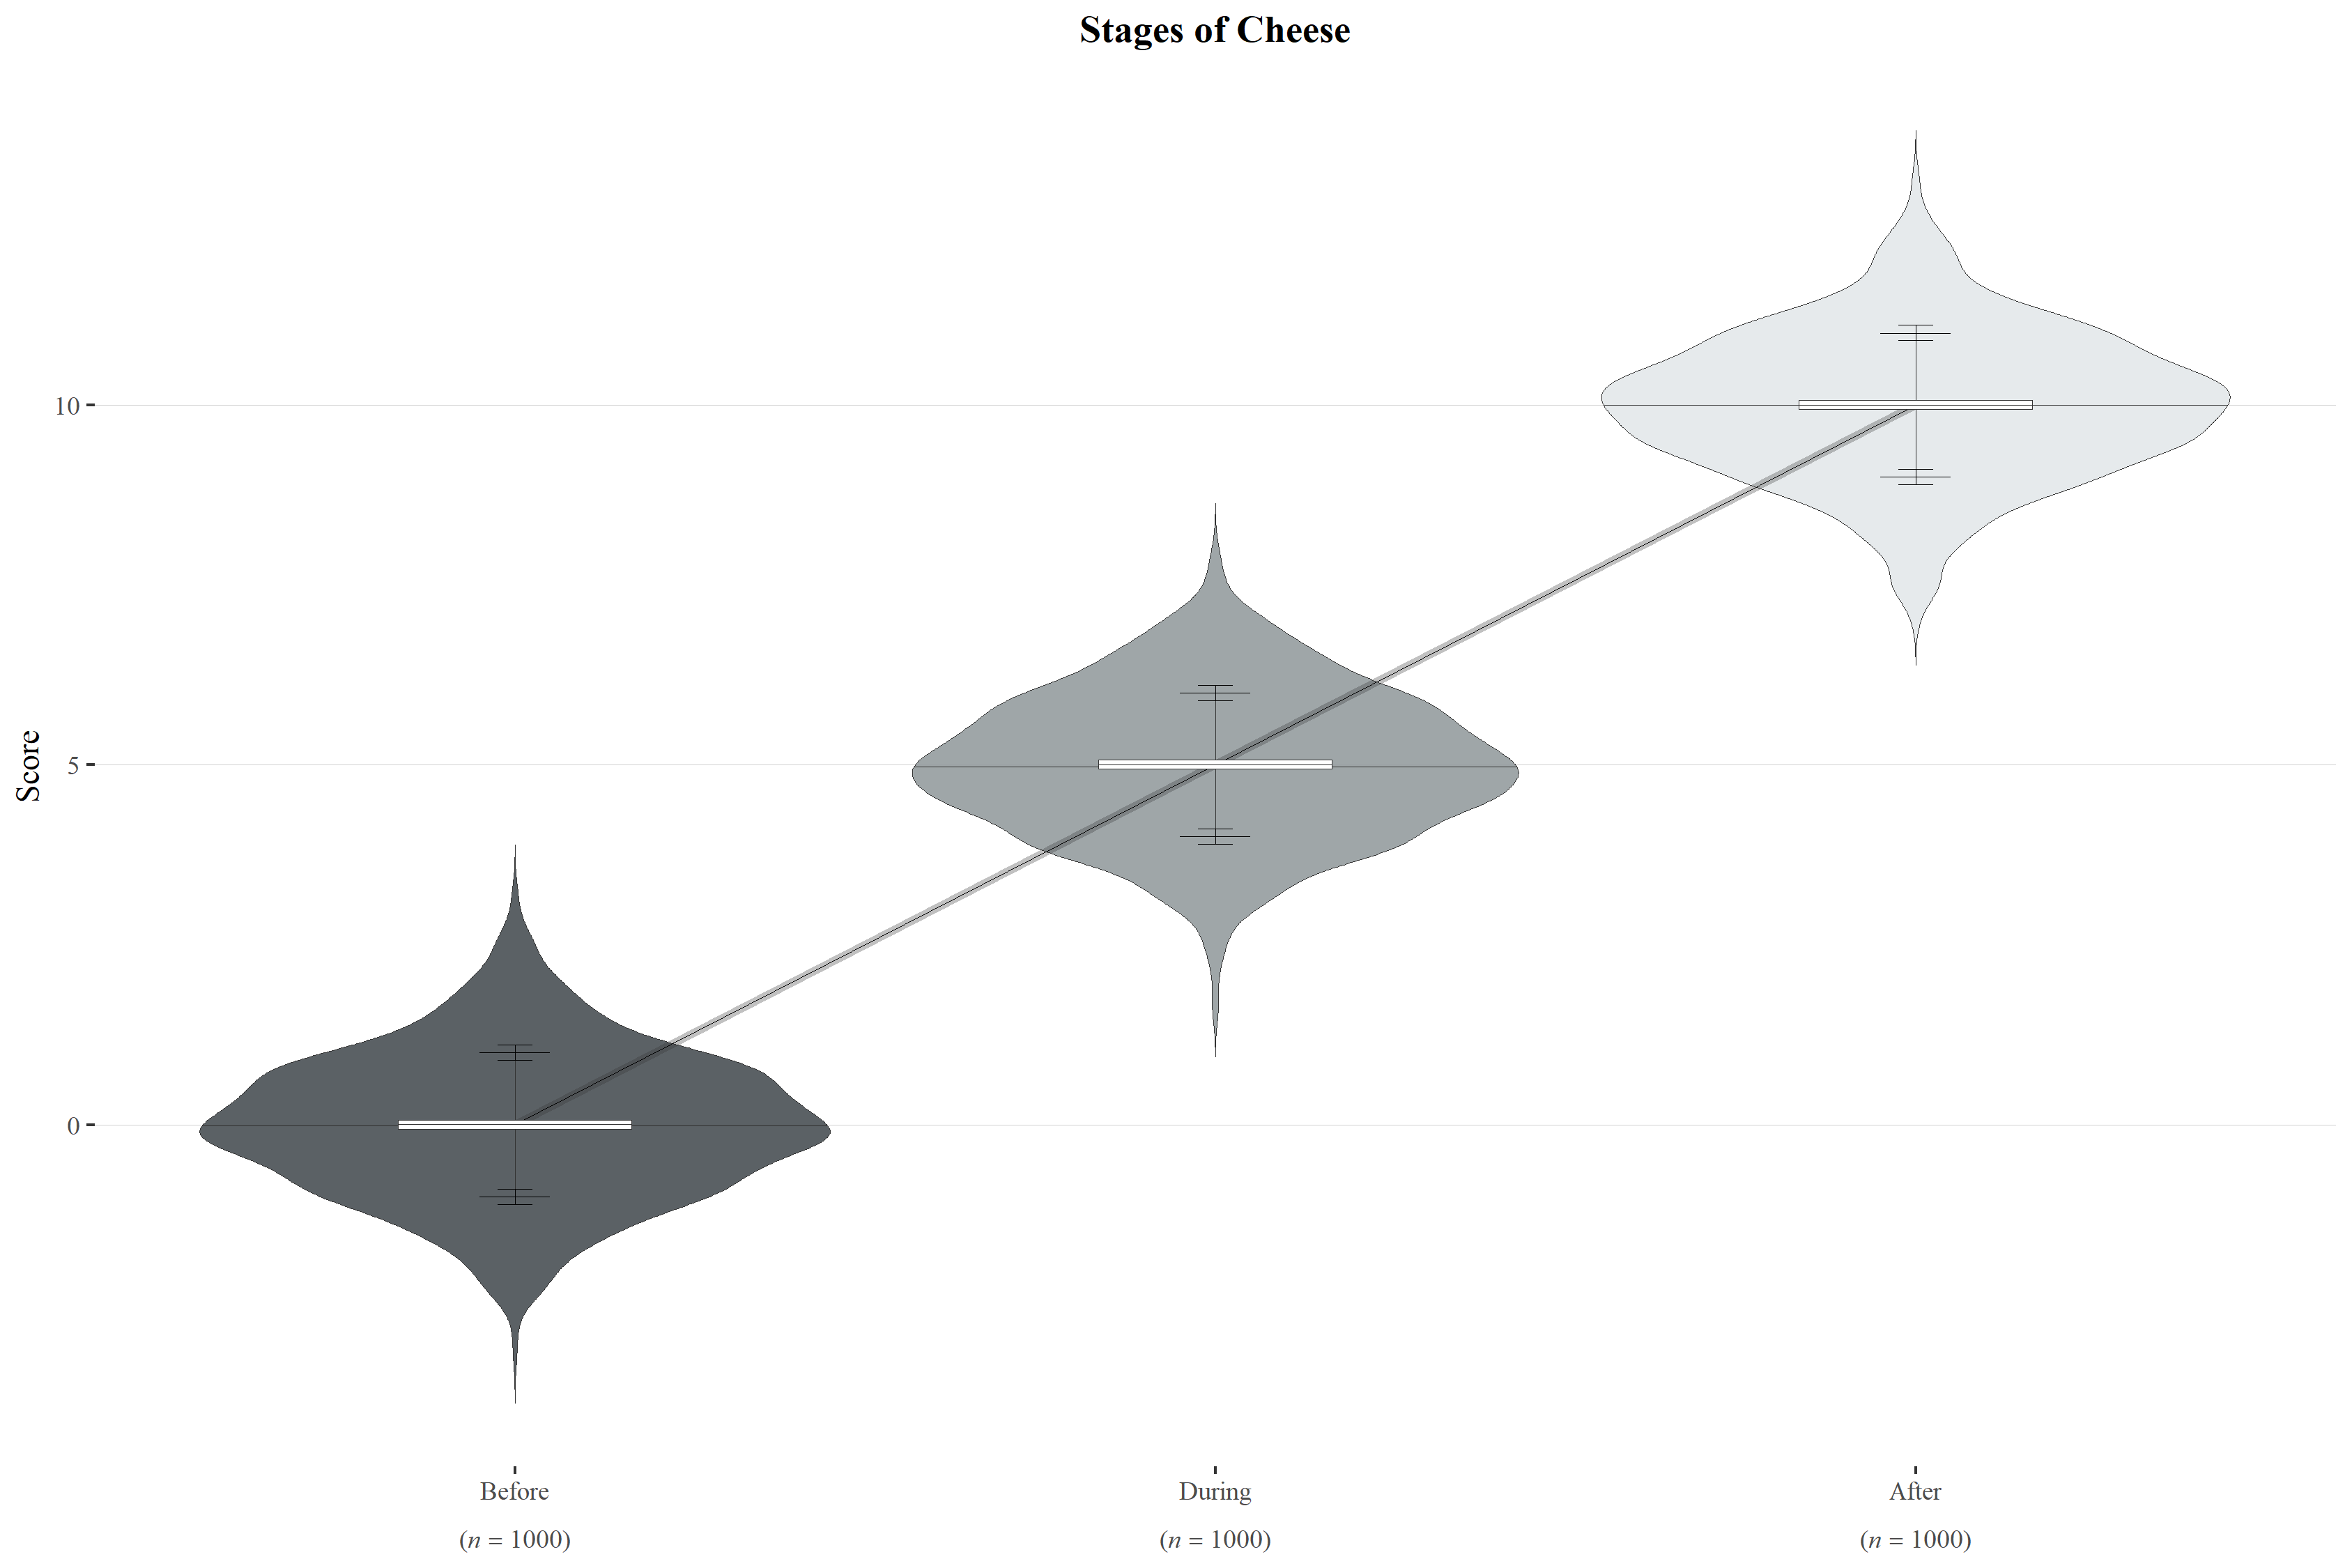 Stages of Cheese
Score
10
5
0
Before
(n = 1000)
During
(n = 1000)
After
(n = 1000)